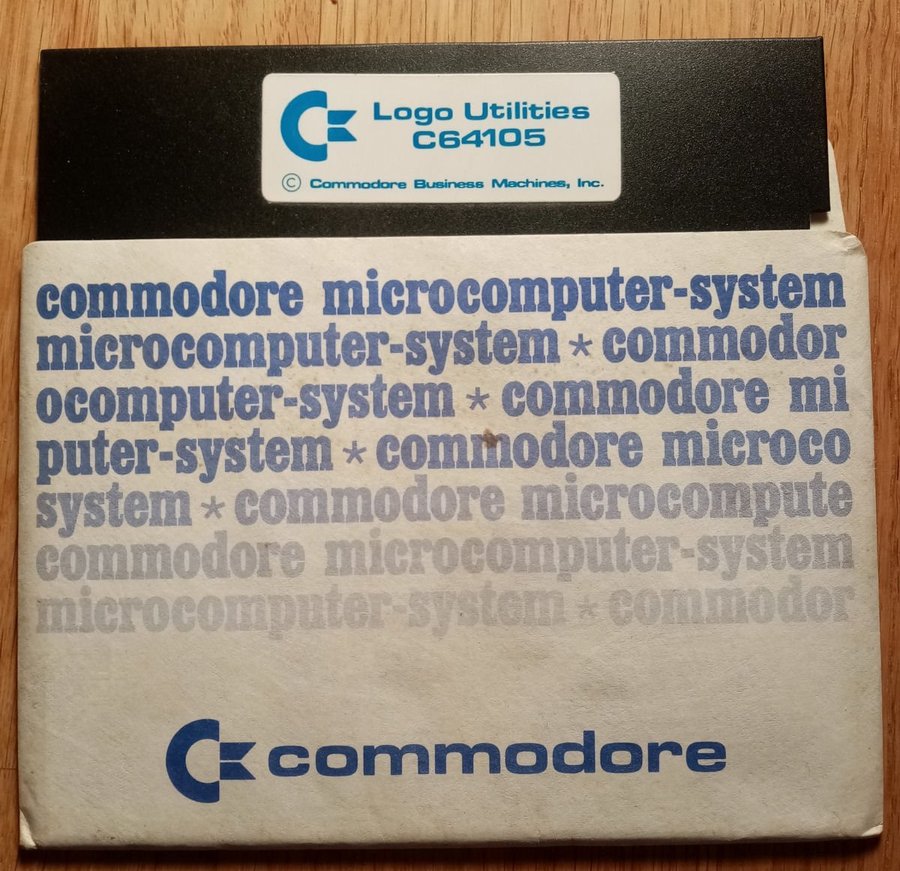 Logo Utilities
C64105
© Commodore Business Machines, Inc.
commodore microcomputer-system
microcomputer-system * commodor
ocomputer-system * commodore mi
puter-system * commodore microco
system * commodore microcompute
commodore microcomputer-system
microcomputer-system * commodor
commodore